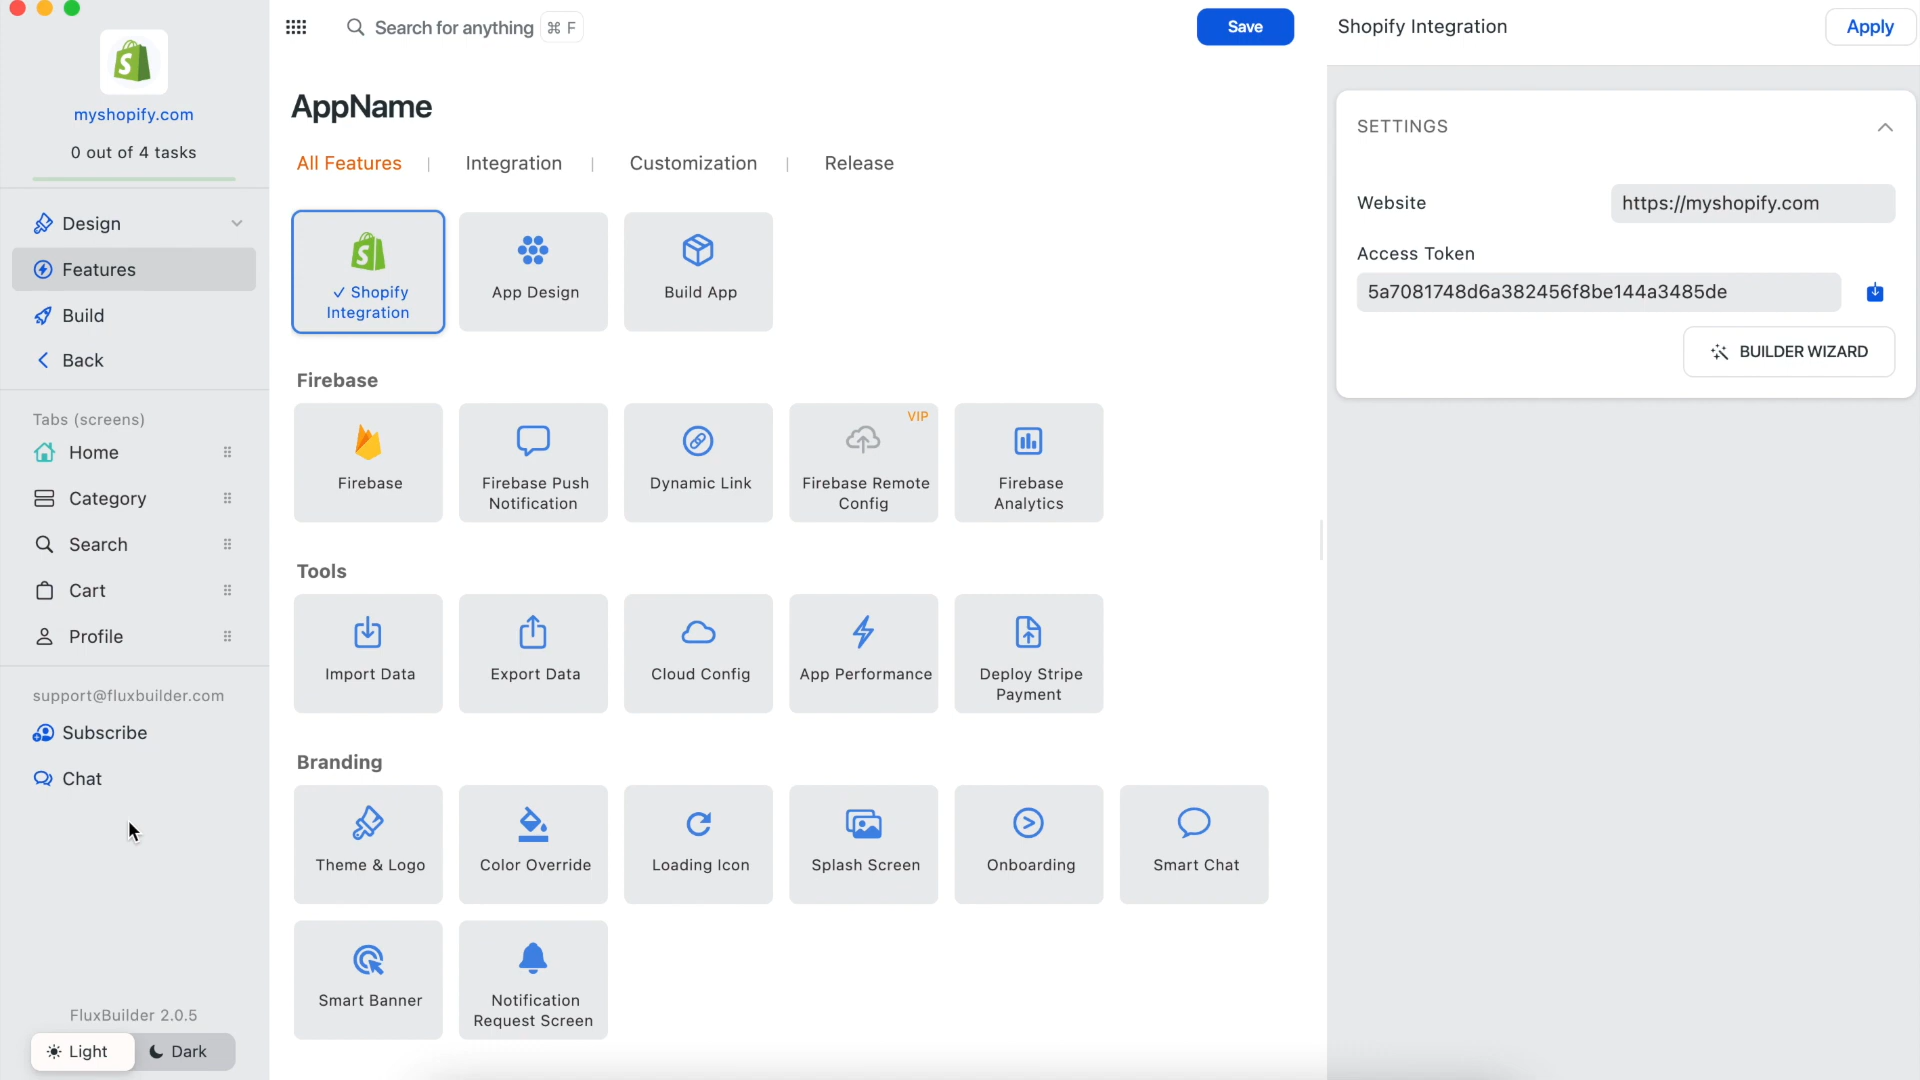 myshopify.com
0 out of 4 tasks
Design
Features
Build
Back
Tabs (screens)
Home
Category
Search
Cart
Profile
support@fluxbuilder.com
Subscribe
Chat
FluxBuilder 2.0.5
Light
Dark
Search for anything
⌘ F
Save
AppName
All Features | Integration | Customization | Release
✓ Shopify
Integration
App Design
Build App
Firebase
Firebase
Firebase Push
Notification
Dynamic Link
VIP
Firebase Remote
Config
Firebase
Analytics
Tools
Import Data
Export Data
Cloud Config
App Performance
Deploy Stripe
Payment
Branding
Theme & Logo
Color Override
Loading Icon
Splash Screen
Onboarding
Smart Chat
Smart Banner
Notification
Request Screen
Shopify Integration
Apply
SETTINGS
Website
https://myshopify.com
Access Token
5a7081748d6a382456f8be144a3485de
BUILDER WIZARD